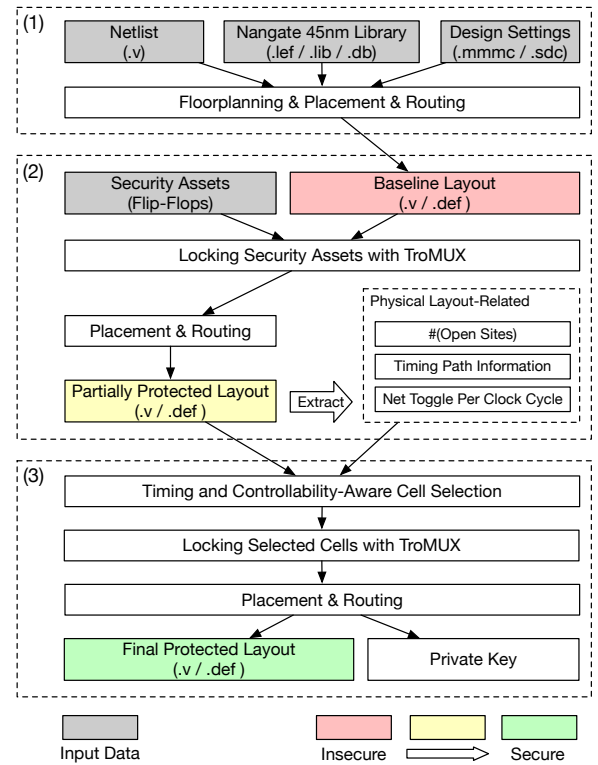 (1)
Netlist
(.v)
Nangate 45nm Library
(.lef / .lib / .db)
Design Settings
(.mmmc / .sdc)
Floorplanning & Placement & Routing
(2)
Security Assets
(Flip-Flops)
Baseline Layout
(.v / .def )
Locking Security Assets with TroMUX
Placement & Routing
Partially Protected Layout
(.v / .def )
Extract
Physical Layout-Related
#(Open Sites)
Timing Path Information
Net Toggle Per Clock Cycle
(3)
Timing and Controllability-Aware Cell Selection
Locking Selected Cells with TroMUX
Placement & Routing
Final Protected Layout
(.v / .def )
Private Key
Input Data
Insecure
Secure